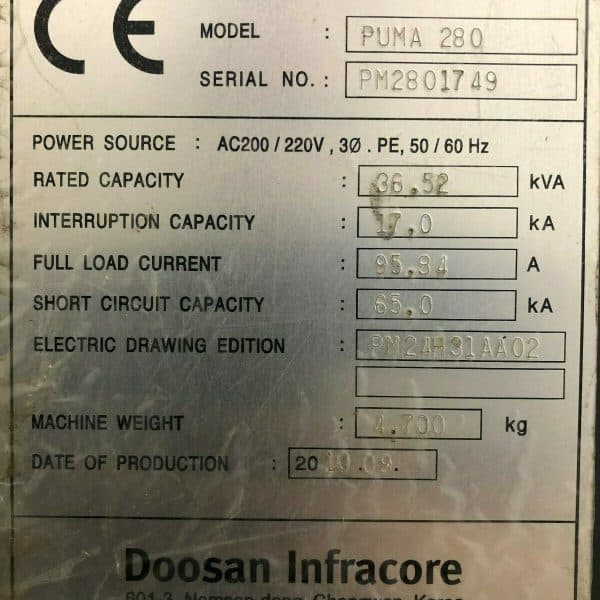 CE
MODEL : PUMA 280
SERIAL NO. : PM2801749
POWER SOURCE : AC200 / 220V , 3Ø . PE, 50 / 60 Hz
RATED CAPACITY : 36,52 kVA
INTERRUPTION CAPACITY : 17,0 kA
FULL LOAD CURRENT : 95.84 A
SHORT CIRCUIT CAPACITY : 65.0 kA
ELECTRIC DRAWING EDITION : PM24H31AA02
MACHINE WEIGHT : 4,700 kg
DATE OF PRODUCTION : 2010.09.
Doosan Infracore